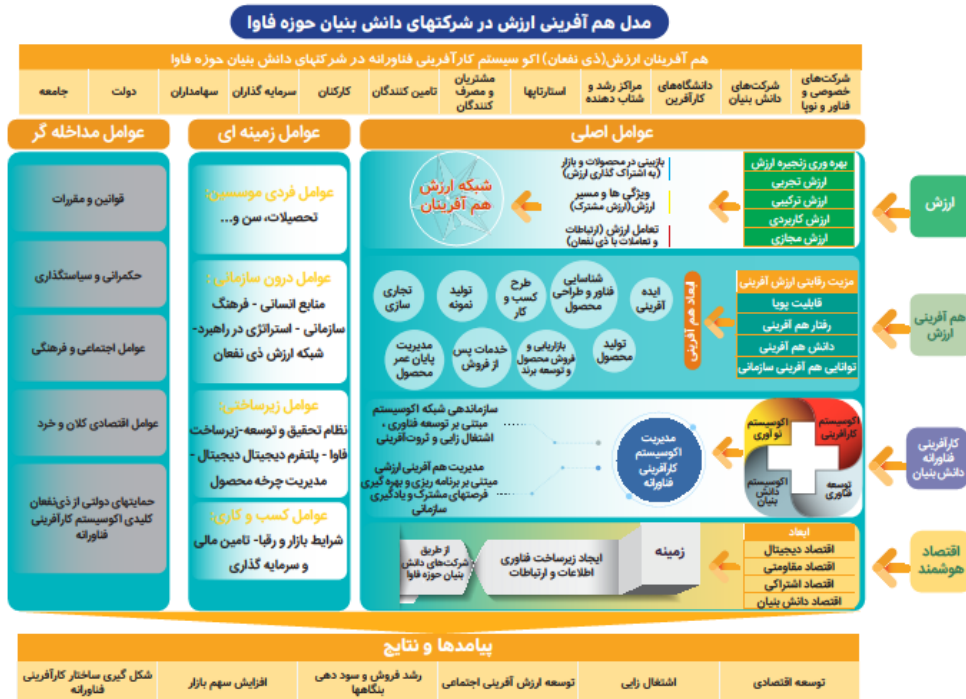 مدل هم آفرینی ارزش در شرکتهای دانش بنیان حوزه فاوا
هم آفرینان ارزش(ذی نفعان) اکو سیستم کارآفرینی فناورانه در شرکتهای دانش بنیان حوزه فاوا
شرکت‌های
خصوصی و
فناور و نوپا
شرکت‌های
دانش بنیان
دانشگاه‌های
کارآفرین
مراکز رشد و
شتاب دهنده
استارتاپها
مشتریان
و مصرف
کنندگان
تامین کنندگان
کارکنان
سرمایه گذاران
سهامداران
دولت
جامعه
عوامل اصلی
ارزش
بهره وری زنجیره ارزش
ارزش تجربی
ارزش ترکیبی
ارزش کاربردی
ارزش مجازی
بازبینی در محصولات و بازار
(به اشتراک گذاری ارزش)
ویژگی ها و مسیر
ارزش(ارزش مشترک)
تعامل ارزش (ارتباطات
و تعاملات با ذی نفعان)
شبکه ارزش
هم آفرینان
هم آفرینی
ارزش
مزیت رقابتی ارزش آفرینی
قابلیت پویا
رفتار هم آفرینی
دانش هم آفرینی
توانایی هم آفرینی سازمانی
ابعاد هم آفرینی
ایده
آفرینی
شناسایی
فناور و طراحی
محصول
طرح
کسب و
کار
تولید
نمونه
تجاری
سازی
تولید
محصول
بازاریابی و
فروش محصول
و توسعه برند
خدمات پس
از فروش
مدیریت
پایان عمر
محصول
کارآفرینی
فناورانه
دانش بنیان
اکوسیستم
کارآفرینی
اکوسیستم
نوآوری
توسعه
فناوری
اکوسیستم
دانش
بنیان
مدیریت
اکوسیستم
کارآفرینی
فناورانه
سازماندهی شبکه اکوسیستم
مبتنی بر توسعه فناوری ،
اشتغال زایی و ثروت‌آفرینی
مدیریت هم آفرینی ارزشی
مبتنی بر برنامه ریزی و بهره گیری
فرصتهای مشترک و یادگیری
سازمانی
اقتصاد
هوشمند
ابعاد
اقتصاد دیجیتال
اقتصاد مقاومتی
اقتصاد اشتراکی
اقتصاد دانش بنیان
زمینه
ایجاد زیرساخت فناوری
اطلاعات و ارتباطات
از طریق
شرکت‌های دانش
بنیان حوزه فاوا
عوامل زمینه ای
عوامل فردی موسسین:
تحصیلات، سن و...
عوامل درون سازمانی :
منابع انسانی - فرهنگ
سازمانی - استراتژی در راهبرد-
شبکه ارزش ذی نفعان
عوامل زیرساختی:
نظام تحقیق و توسعه-زیرساخت
فاوا - پلتفرم دیجیتال دیجیتال -
مدیریت چرخه محصول
عوامل کسب و کاری:
شرایط بازار و رقبا- تامین مالی
و سرمایه گذاری
عوامل مداخله گر
قوانین و مقررات
حکمرانی و سیاستگذاری
عوامل اجتماعی و فرهنگی
عوامل اقتصادی کلان و خرد
حمایتهای دولتی از ذی‌نفعان
کلیدی اکوسیستم کارآفرینی
فناورانه
پیامدها و نتایج
توسعه اقتصادی
اشتغال زایی
توسعه ارزش آفرینی اجتماعی
رشد فروش و سود دهی
بنگاهها
افزایش سهم بازار
شکل گیری ساختار کارآفرینی
فناورانه